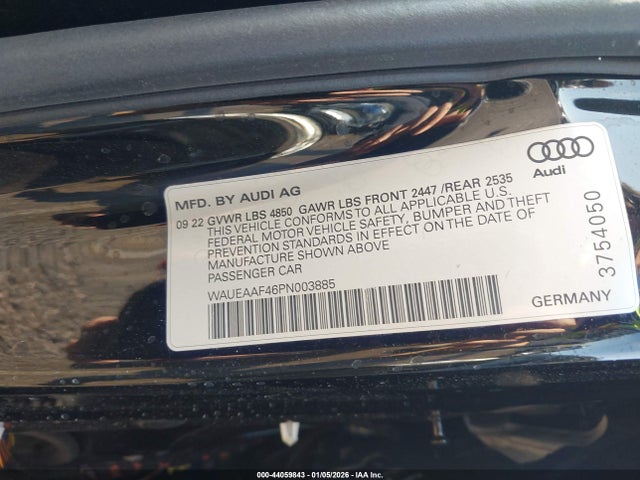 Audi
MFD. BY AUDI AG
09 22 GVWR LBS 4850 GAWR LBS FRONT 2447 /REAR 2535
THIS VEHICLE CONFORMS TO ALL APPLICABLE U.S.
FEDERAL MOTOR VEHICLE SAFETY, BUMPER AND THEFT
PREVENTION STANDARDS IN EFFECT ON THE DATE OF
MANUFACTURE SHOWN ABOVE
PASSENGER CAR
WAUEAAF46PN003885
GERMANY
3754050
000-44059843 - 01/05/2026 - IAA Inc.